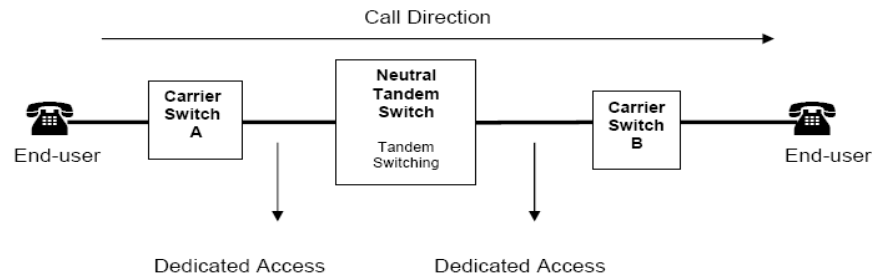 Call Direction
Neutral
Tandem
Switch
Tandem
Switching
Carrier
Switch
A
Carrier
Switch
B
End-user
End-user
Dedicated Access
Dedicated Access